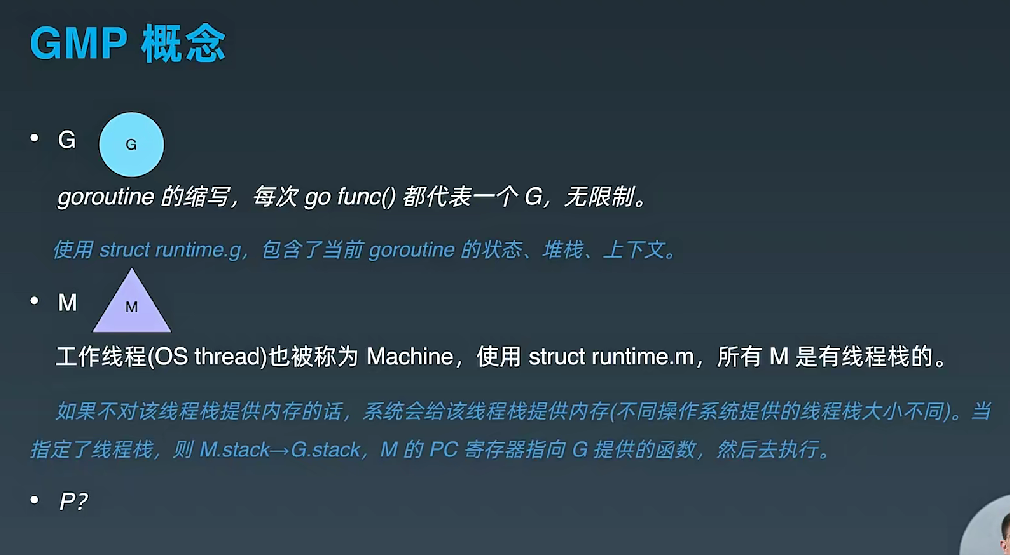 GMP 概念
• G
G
goroutine 的缩写，每次 go func() 都代表一个 G，无限制。
使用 struct runtime.g，包含了当前 goroutine 的状态、堆栈、上下文。
• M
M
工作线程(OS thread)也被称为 Machine，使用 struct runtime.m，所有 M 是有线程栈的。
如果不对该线程栈提供内存的话，系统会给该线程栈提供内存(不同操作系统提供的线程栈大小不同)。当
指定了线程栈，则 M.stack→G.stack，M 的 PC 寄存器指向 G 提供的函数，然后去执行。
• P?